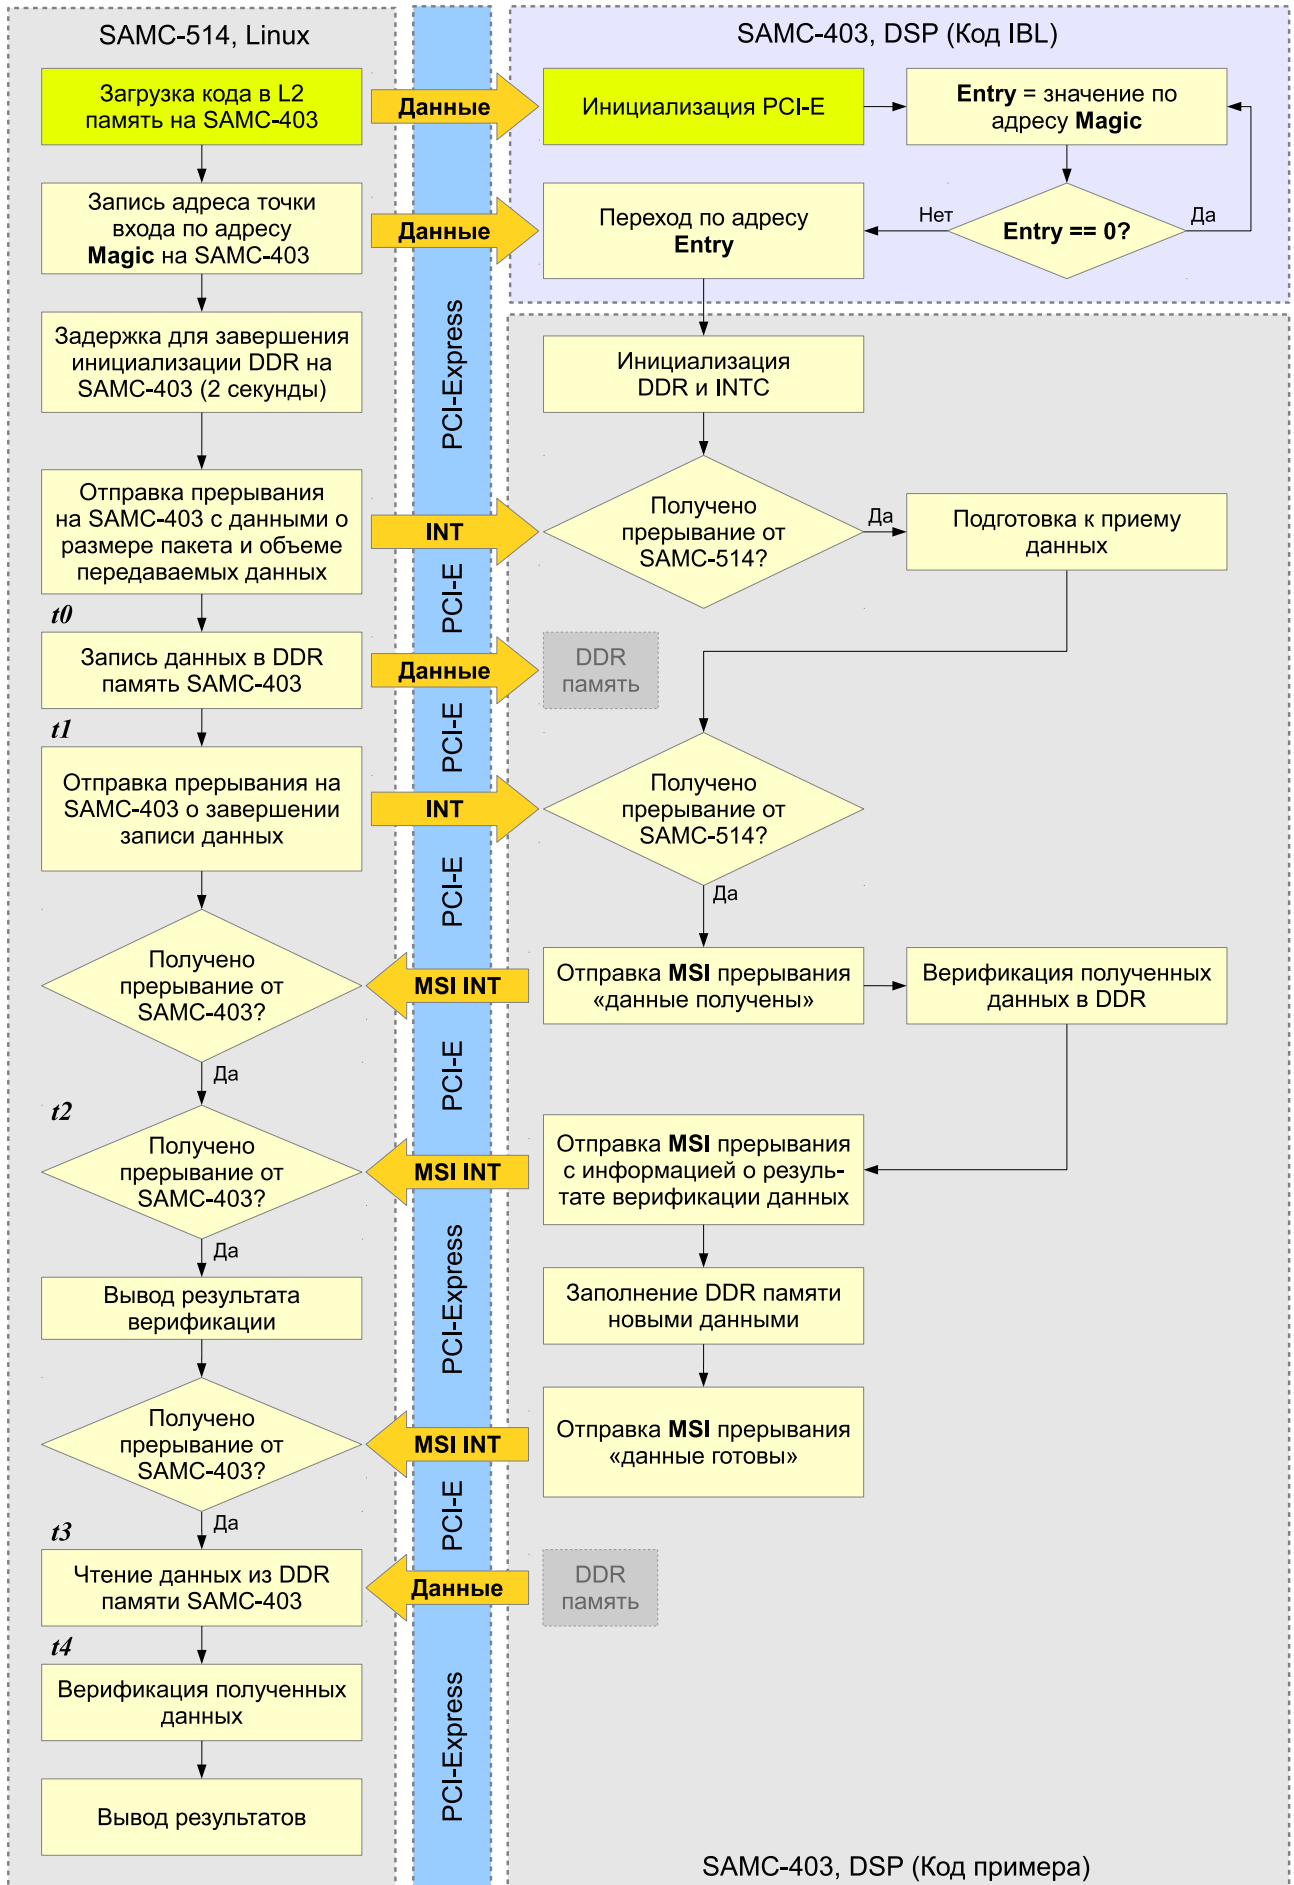 SAMC-514, Linux
Загрузка кода в L2
память на SAMC-403
Запись адреса точки
входа по адресу
Magic на SAMC-403
Задержка для завершения
инициализации DDR на
SAMC-403 (2 секунды)
Отправка прерывания
на SAMC-403 с данными о
размере пакета и объеме
передаваемых данных
t0
Запись данных в DDR
память SAMC-403
t1
Отправка прерывания на
SAMC-403 о завершении
записи данных
Получено
прерывание от
SAMC-403?
Да
t2
Получено
прерывание от
SAMC-403?
Да
Вывод результата
верификации
Получено
прерывание от
SAMC-403?
Да
t3
Чтение данных из DDR
памяти SAMC-403
t4
Верификация полученных
данных
Вывод результатов
Данные
Данные
PCI-Express
INT
PCI-E
Данные
PCI-E
INT
PCI-E
MSI INT
PCI-E
MSI INT
PCI-Express
MSI INT
PCI-E
Данные
PCI-Express
SAMC-403, DSP (Код IBL)
Инициализация PCI-E
Entry = значение по
адресу Magic
Entry == 0?
Да
Нет
Переход по адресу
Entry
Инициализация
DDR и INTC
Получено
прерывание от
SAMC-514?
Да
Подготовка к приему
данных
DDR
память
Получено
прерывание от
SAMC-514?
Да
Отправка MSI прерывания
«данные получены»
Верификация полученных
данных в DDR
Отправка MSI прерывания
с информацией о резуль-
тате верификации данных
Заполнение DDR памяти
новыми данными
Отправка MSI прерывания
«данные готовы»
DDR
память
SAMC-403, DSP (Код примера)